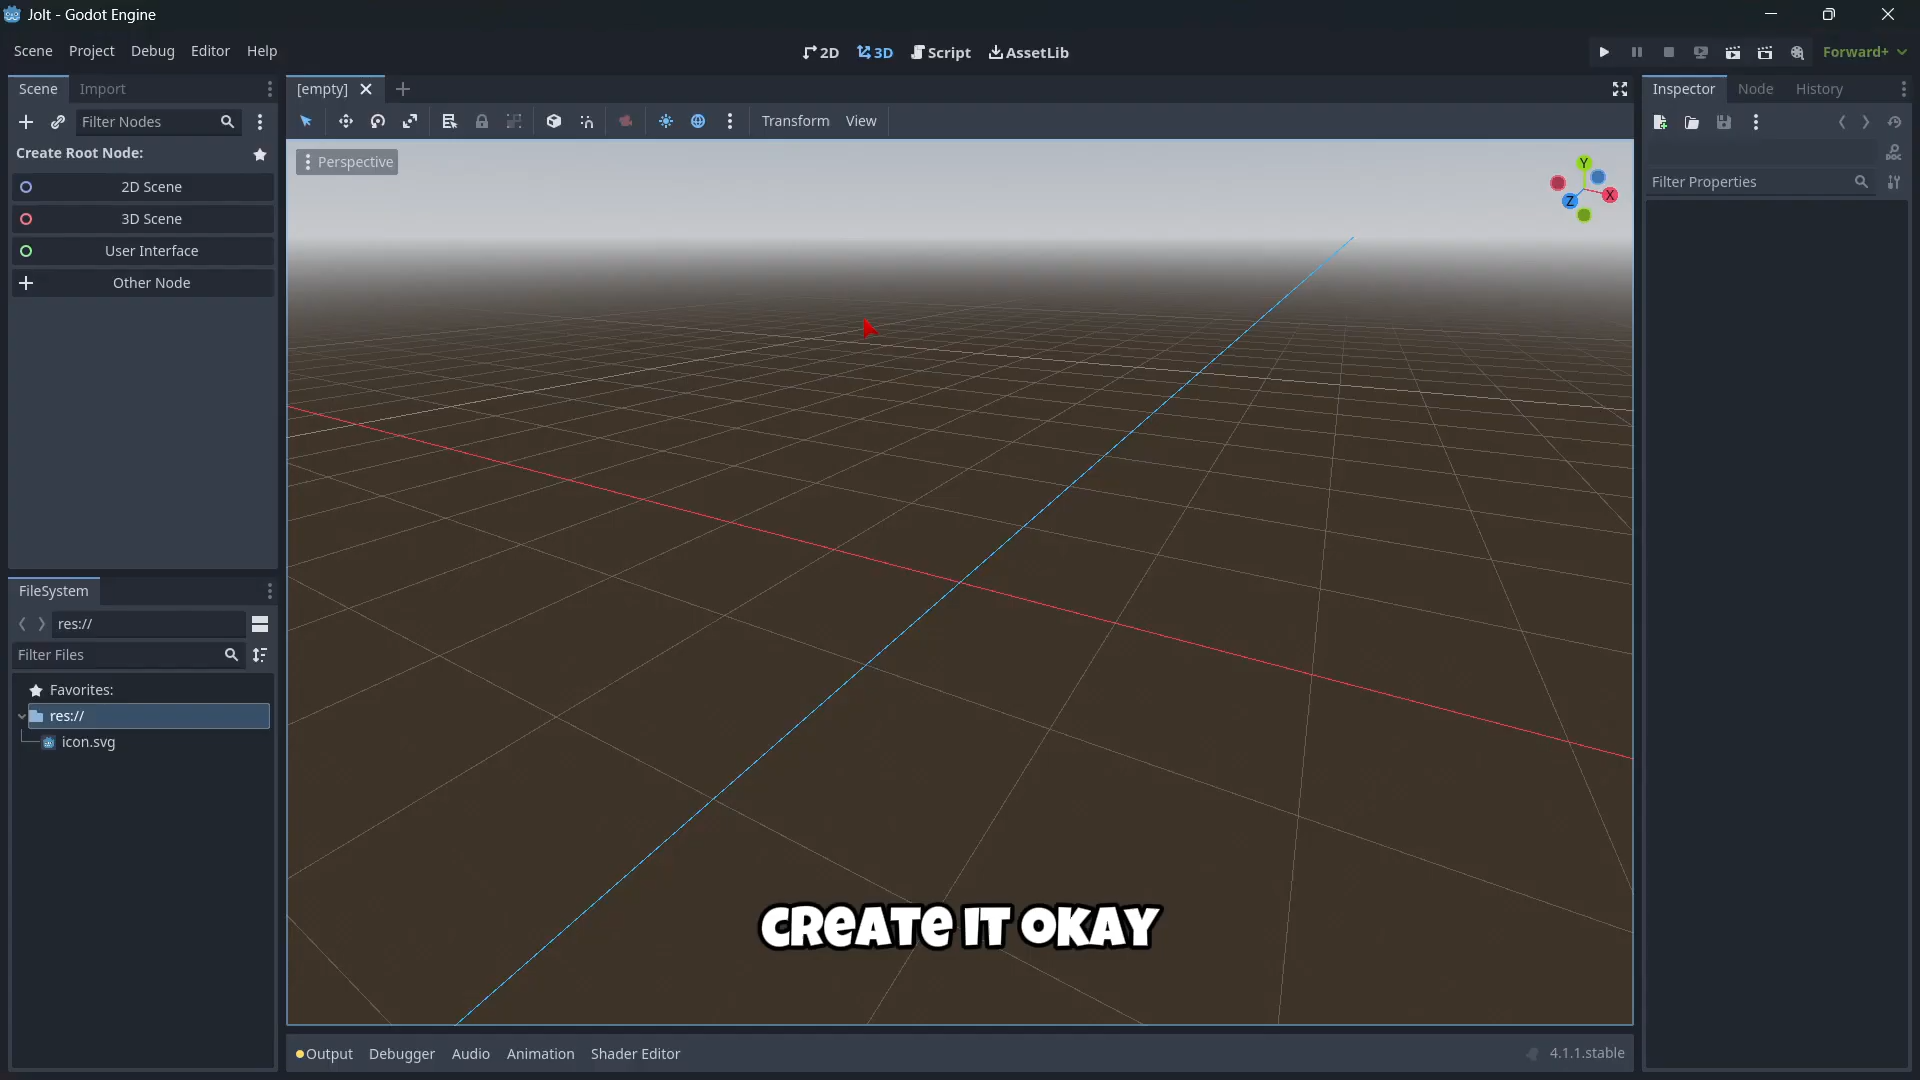 Jolt - Godot Engine
Scene Project Debug Editor Help
2D 3D Script AssetLib
Forward+
Scene Import
[empty]
Inspector Node History
Filter Nodes
Transform View
Create Root Node:
2D Scene
3D Scene
User Interface
Other Node
Perspective
Y
X
Z
DOC
Filter Properties
FileSystem
res://
Filter Files
Favorites:
res://
icon.svg
CREATE IT OKAY
Output Debugger Audio Animation Shader Editor
4.1.1.stable